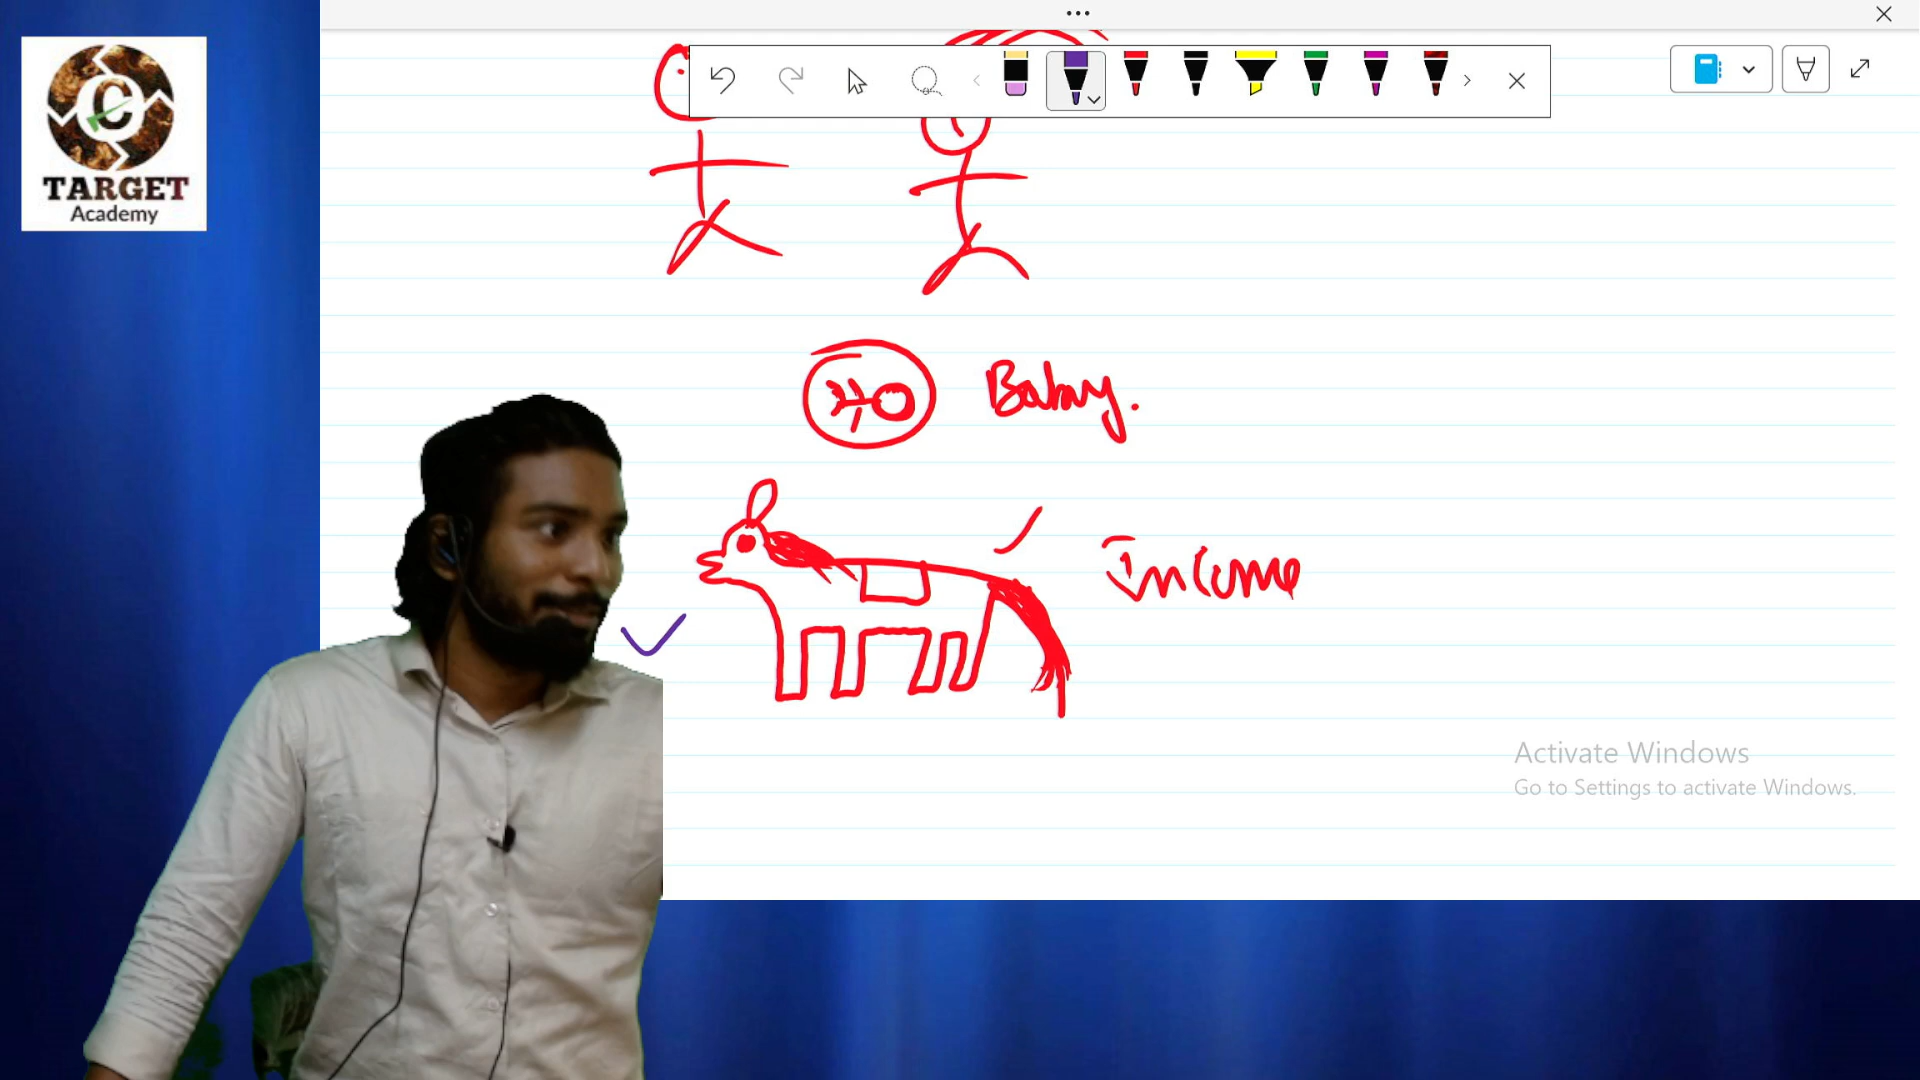 C
TARGET
Academy
Baby.
Income
Activate Windows
Go to Settings to activate Windows.